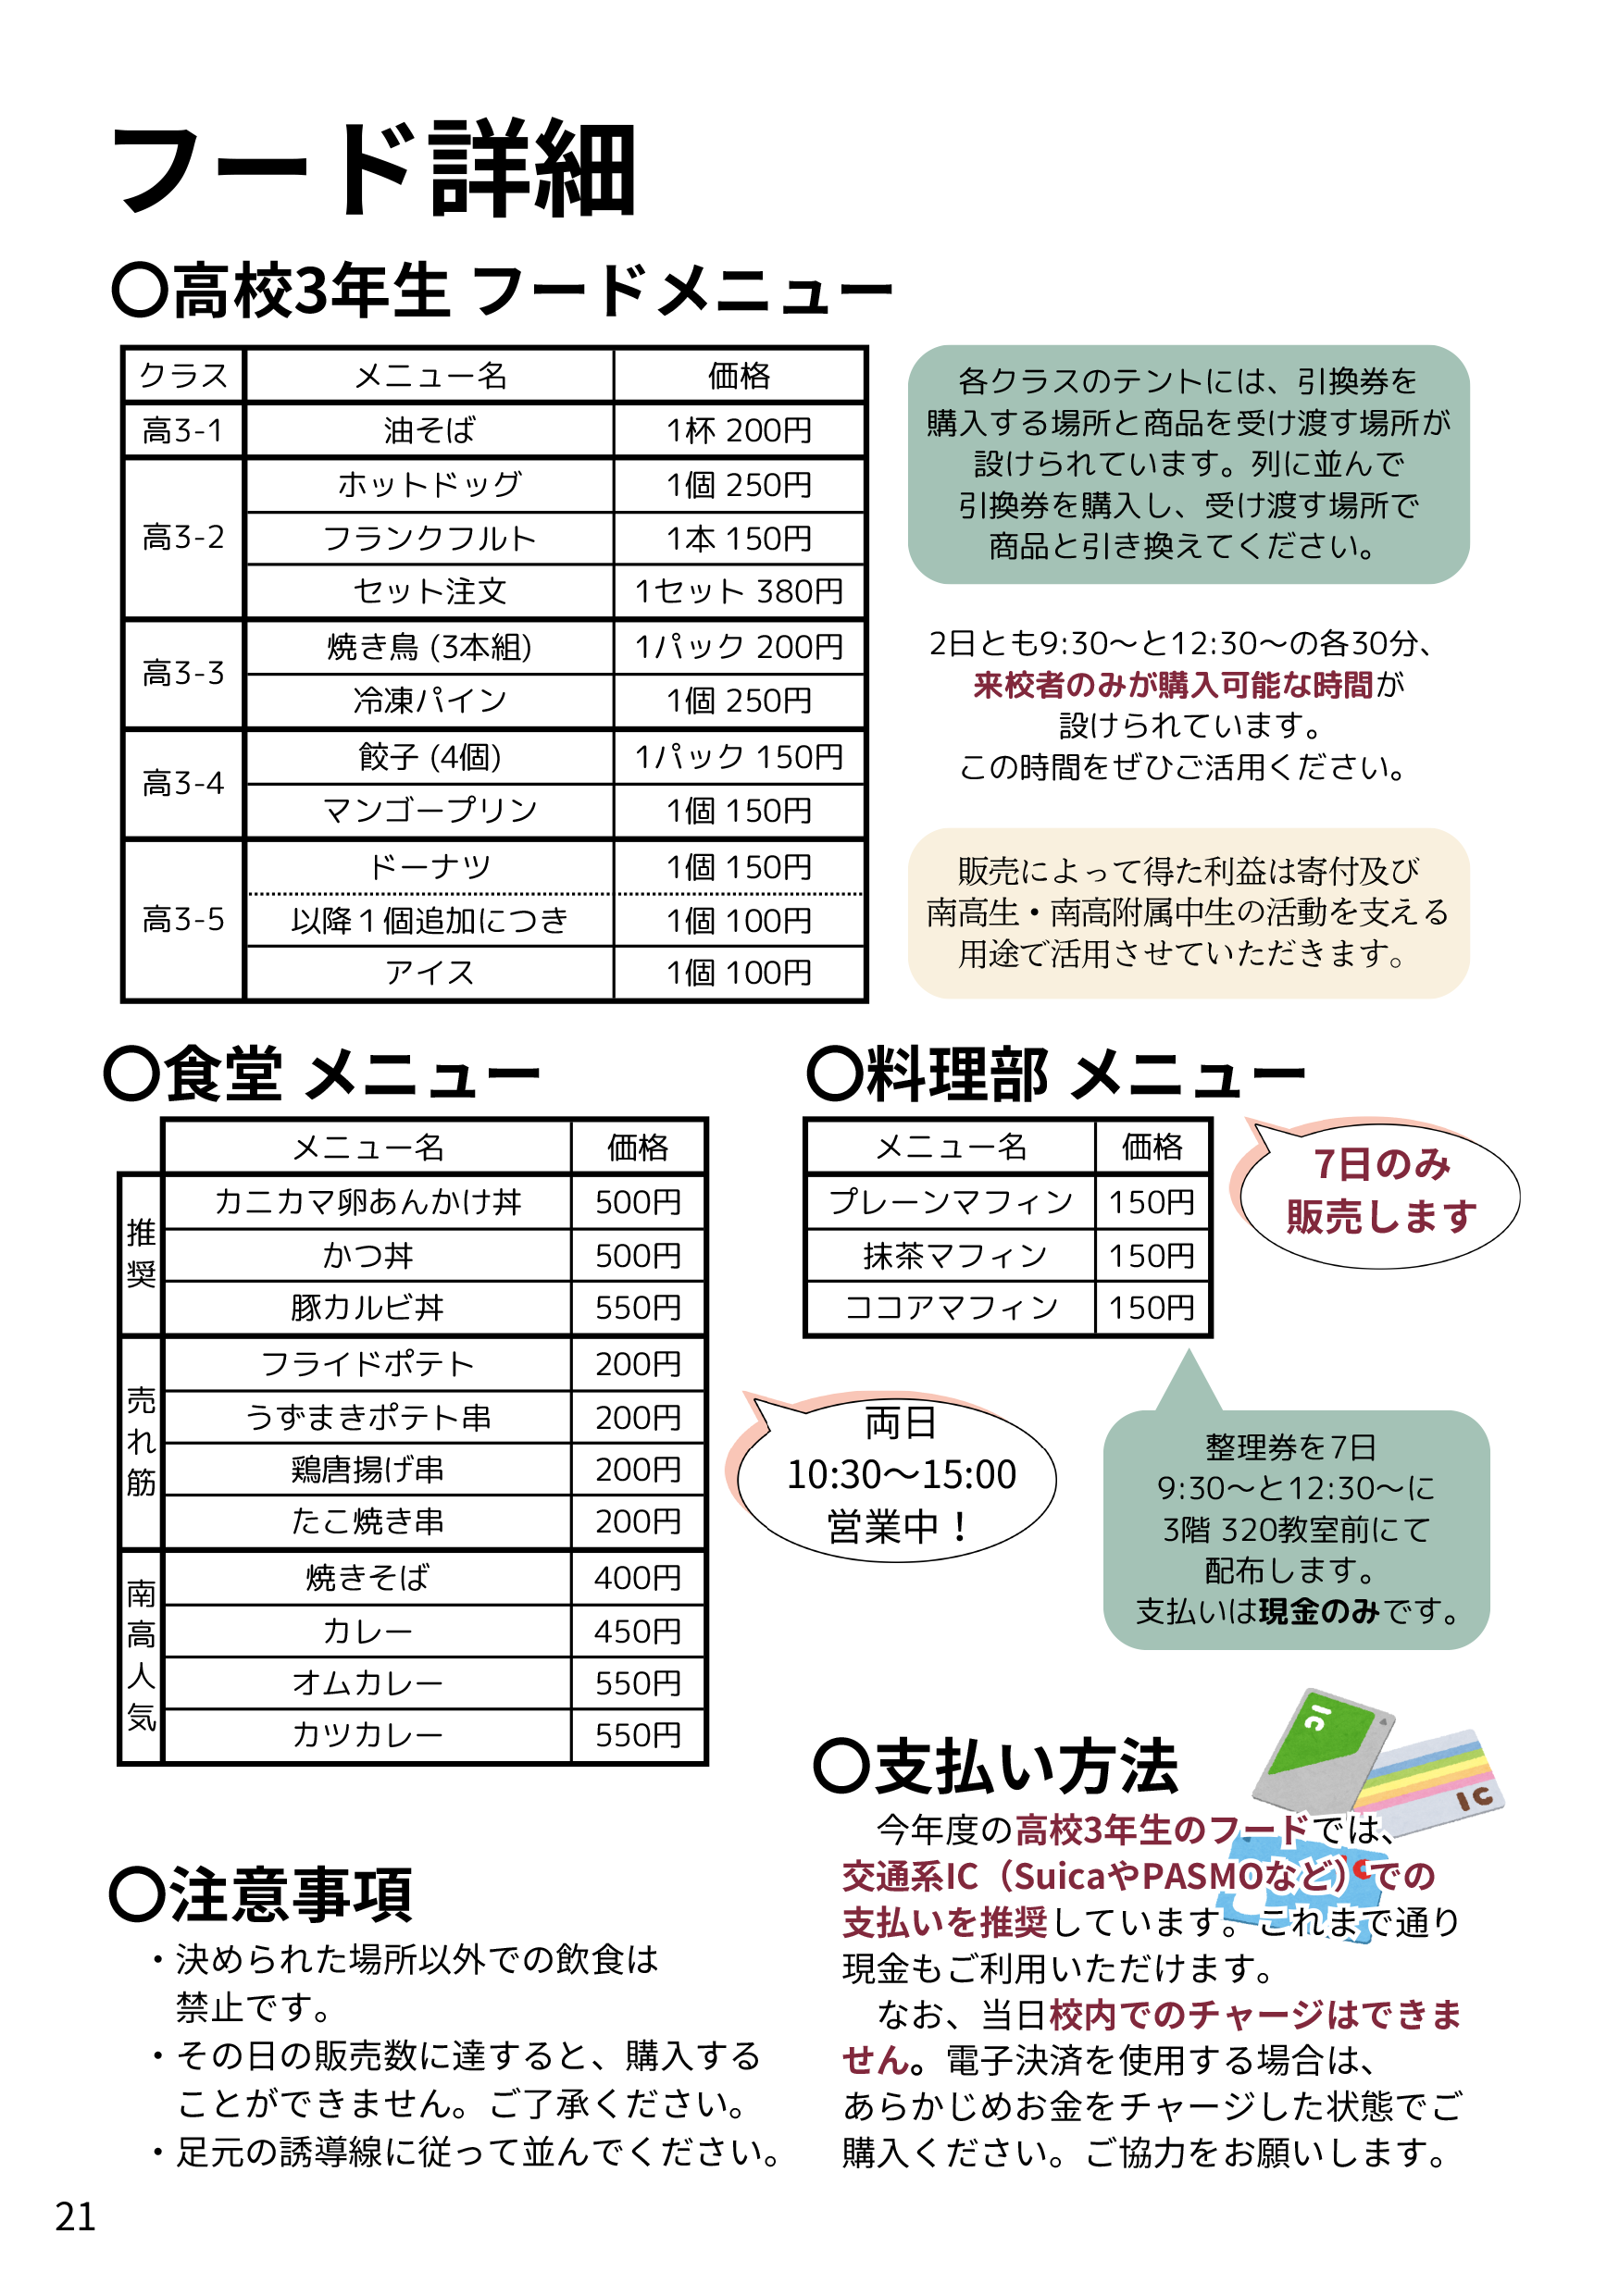 フード詳細
〇高校3年生 フードメニュー
クラス メニュー名 価格
高3-1 油そば 1杯 200円
高3-2 ホットドッグ 1個 250円
フランクフルト 1本 150円
セット注文 1セット 380円
高3-3 焼き鳥 (3本組) 1パック 200円
冷凍パイン 1個 250円
高3-4 餃子 (4個) 1パック 150円
マンゴープリン 1個 150円
高3-5 ドーナツ 1個 150円
以降1個追加につき 1個 100円
アイス 1個 100円
各クラスのテントには、引換券を
購入する場所と商品を受け渡す場所が
設けられています。列に並んで
引換券を購入し、受け渡す場所で
商品と引き換えてください。
2日とも9:30～と12:30～の各30分、
来校者のみが購入可能な時間が
設けられています。
この時間をぜひご活用ください。
販売によって得た利益は寄付及び
南高生・南高附属中生の活動を支える
用途で活用させていただきます。
〇食堂 メニュー
メニュー名 価格
推奨 カニカマ卵あんかけ丼 500円
かつ丼 500円
豚カルビ丼 550円
売れ筋 フライドポテト 200円
うずまきポテト串 200円
鶏唐揚げ串 200円
たこ焼き串 200円
南高人気 焼きそば 400円
カレー 450円
オムカレー 550円
カツカレー 550円
両日
10:30～15:00
営業中！
〇料理部 メニュー
メニュー名 価格
プレーンマフィン 150円
抹茶マフィン 150円
ココアマフィン 150円
7日のみ
販売します
整理券を7日
9:30～と12:30～に
3階 320教室前にて
配布します。
支払いは現金のみです。
〇注意事項
・決められた場所以外での飲食は
禁止です。
・その日の販売数に達すると、購入する
ことができません。ご了承ください。
・足元の誘導線に従って並んでください。
〇支払い方法
IC
IC
今年度の高校3年生のフードでは、
交通系IC（SuicaやPASMOなど）での
支払いを推奨しています。これまで通り
現金もご利用いただけます。
なお、当日校内でのチャージはできま
せん。電子決済を使用する場合は、
あらかじめお金をチャージした状態でご
購入ください。ご協力をお願いします。
21